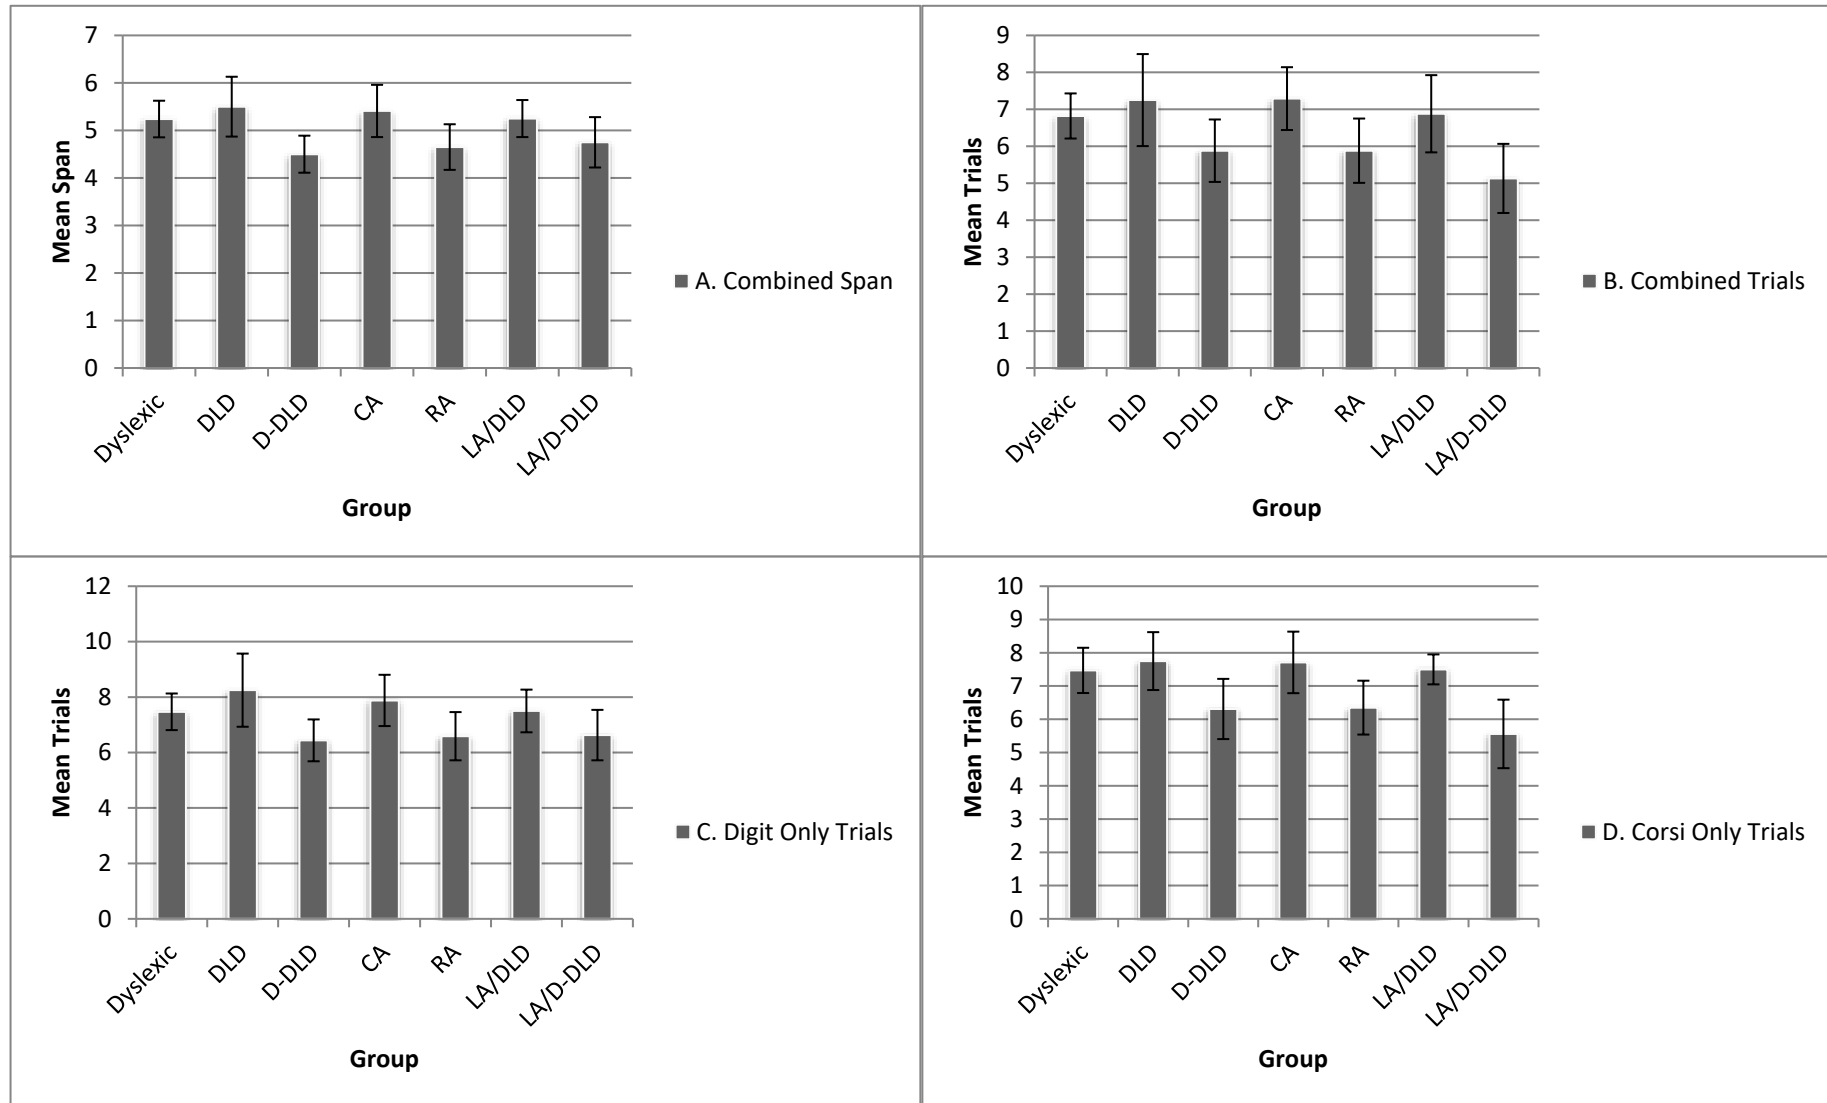 7
6
5
4
3
2
1
0
Mean Span
Dyslexic
DLD
D-DLD
CA
RA
LA/DLD
LA/D-DLD
Group
A. Combined Span
9
8
7
6
5
4
3
2
1
0
Mean Trials
Dyslexic
DLD
D-DLD
CA
RA
LA/DLD
LA/D-DLD
Group
B. Combined Trials
12
10
8
6
4
2
0
Mean Trials
Dyslexic
DLD
D-DLD
CA
RA
LA/DLD
LA/D-DLD
Group
C. Digit Only Trials
10
9
8
7
6
5
4
3
2
1
0
Mean Trials
Dyslexic
DLD
D-DLD
CA
RA
LA/DLD
LA/D-DLD
Group
D. Corsi Only Trials